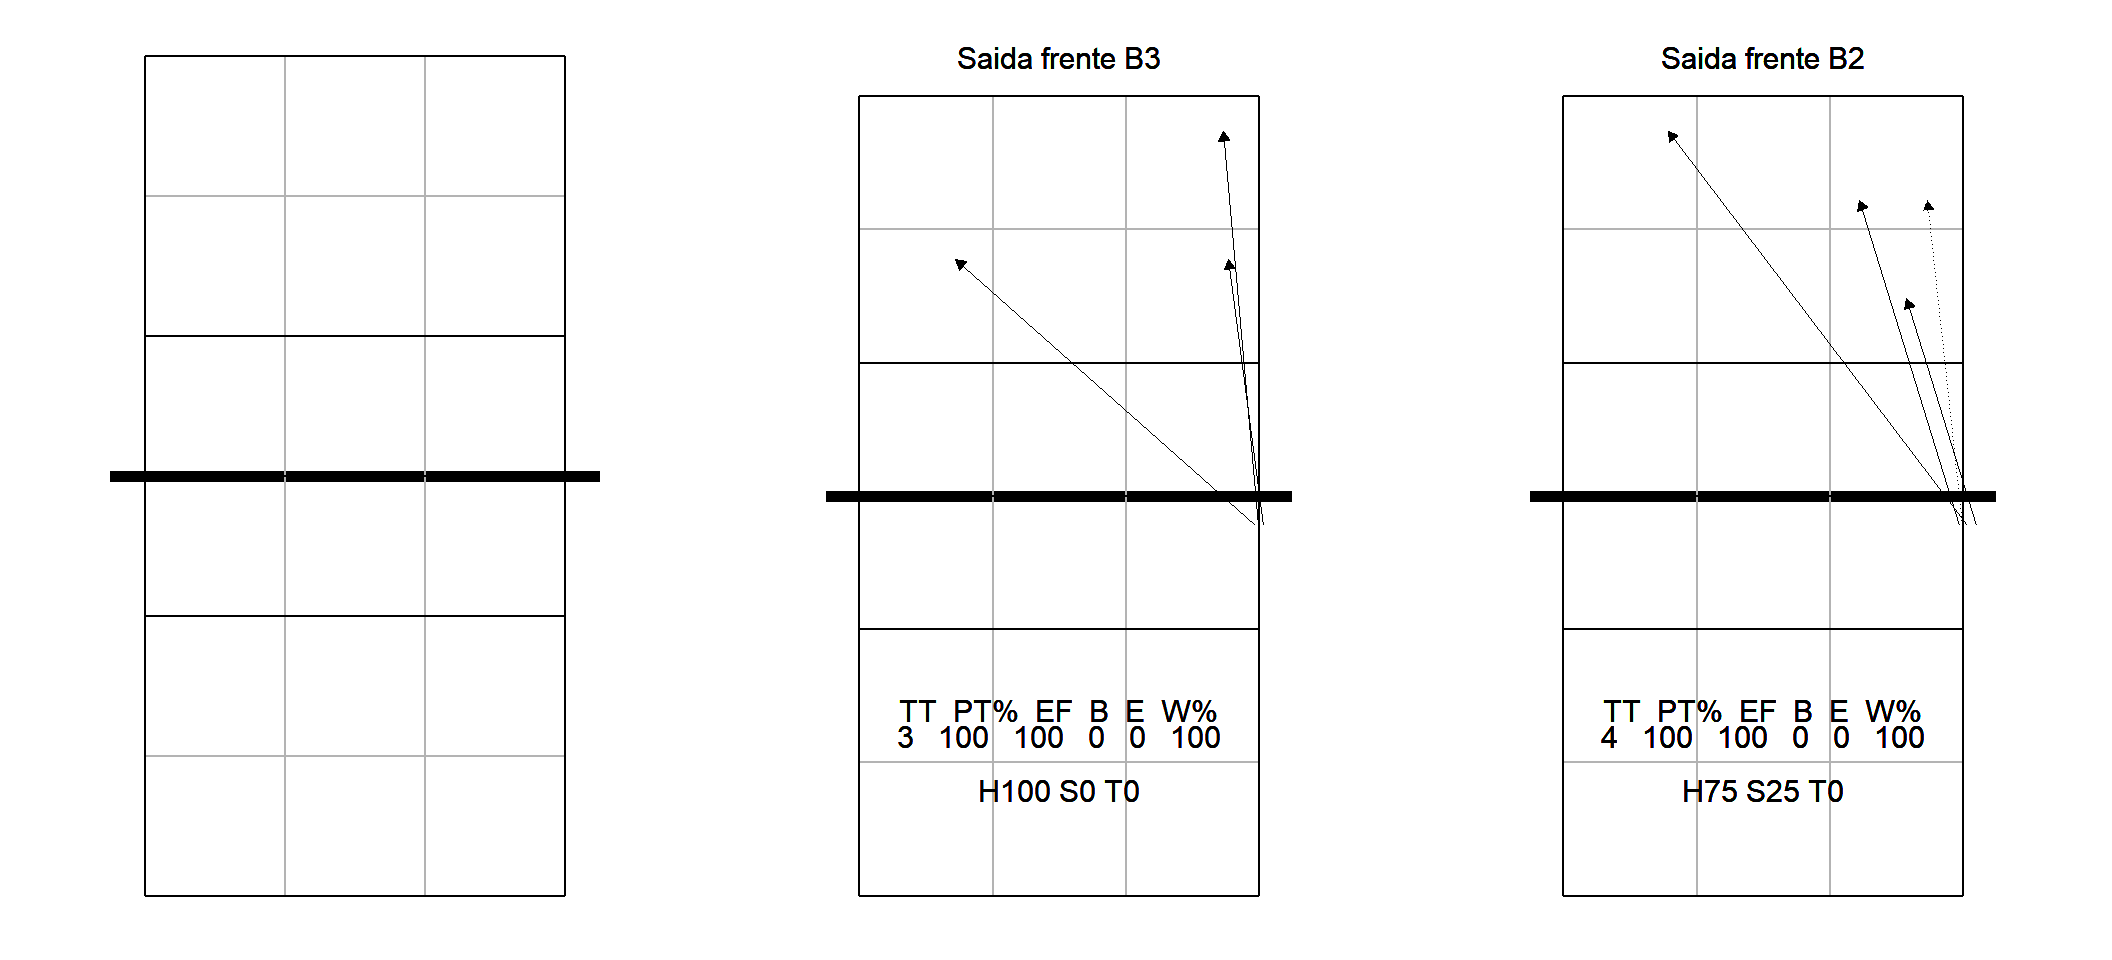 Saida frente B3
TT PT% EF B E W%
3 100 100 0 0 100
H100 S0 T0
Saida frente B2
TT PT% EF B E W%
4 100 100 0 0 100
H75 S25 T0